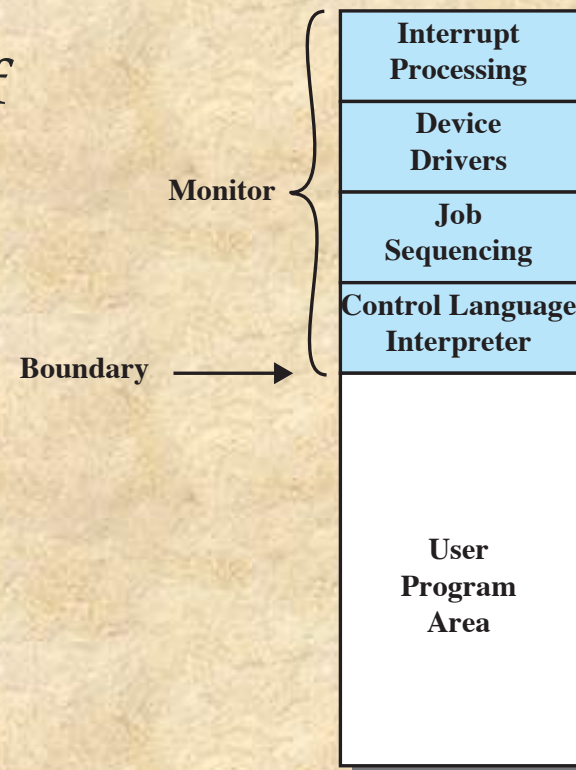 f
Interrupt
Processing
Device
Drivers
Monitor
Job
Sequencing
Control Language
Interpreter
Boundary
User
Program
Area